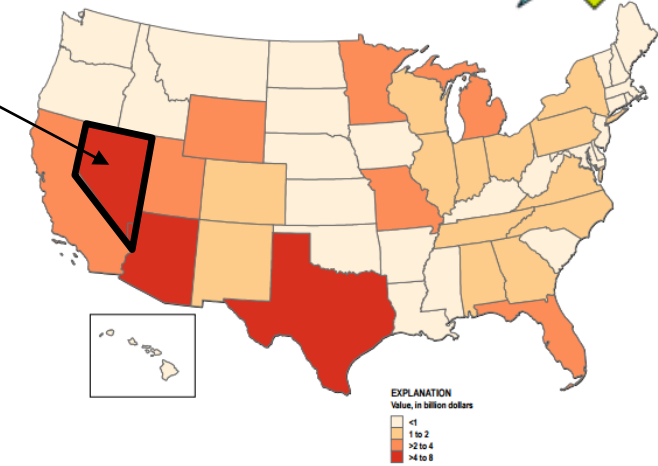 EXPLANATION
Value, in billion dollars
<1
1 to 2
>2 to 4
>4 to 8